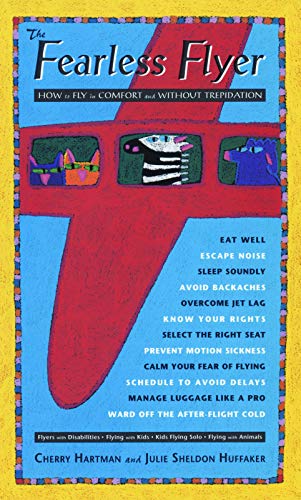 The
Fearless Flyer
HOW to FLY in COMFORT and WITHOUT TREPIDATION
EAT WELL
ESCAPE NOISE
SLEEP SOUNDLY
AVOID BACKACHES
OVERCOME JET LAG
KNOW YOUR RIGHTS
SELECT THE RIGHT SEAT
PREVENT MOTION SICKNESS
CALM YOUR FEAR OF FLYING
SCHEDULE TO AVOID DELAYS
MANAGE LUGGAGE LIKE A PRO
WARD OFF THE AFTER-FLIGHT COLD
Flyers with Disabilities • Flying with Kids • Kids Flying Solo • Flying with Animals
CHERRY HARTMAN and JULIE SHELDON HUFFAKER